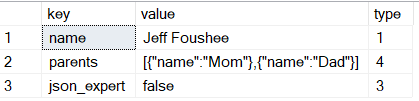 key value type
1 name Jeff Foushee 1
2 parents [{"name":"Mom"},{"name":"Dad"}] 4
3 json_expert false 3